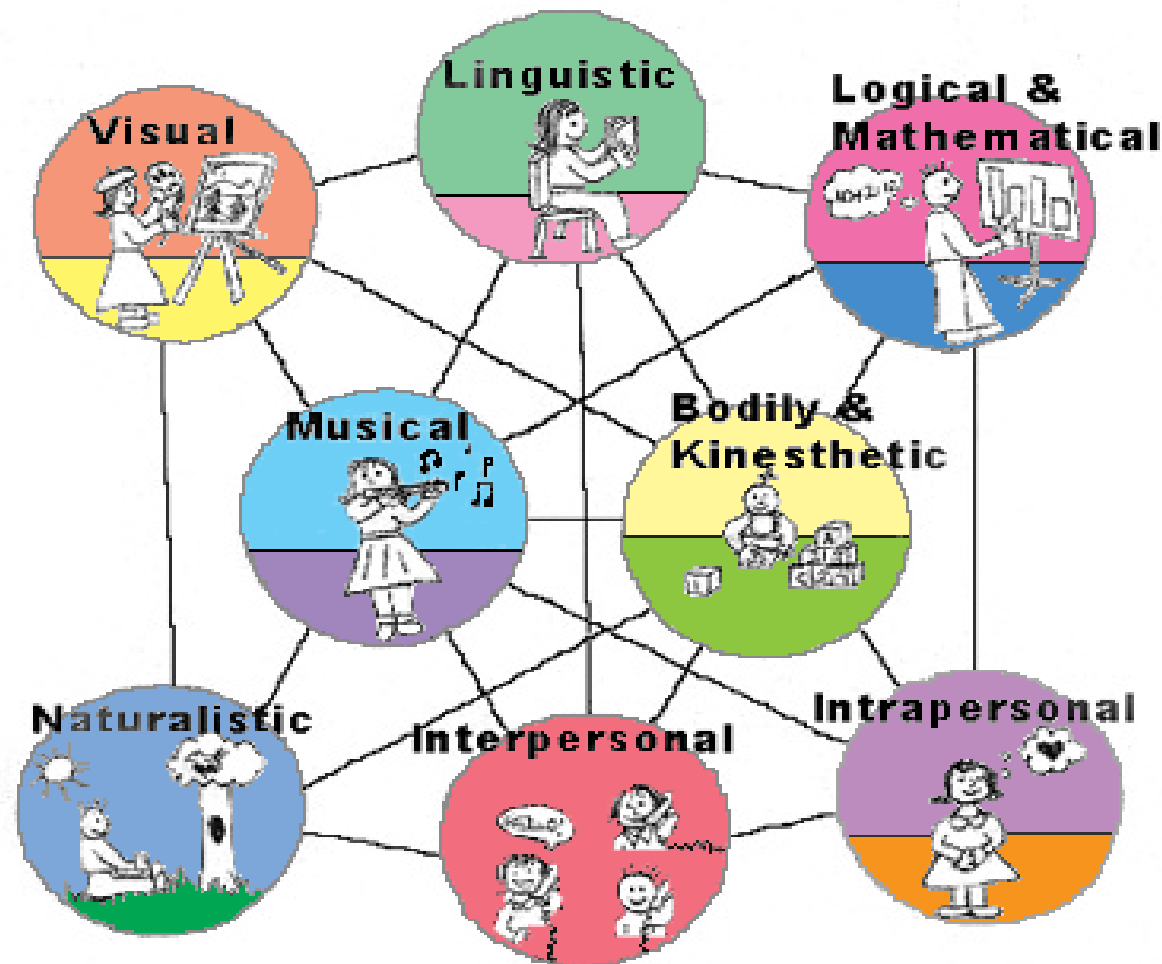 Linguistic
Logical &
Mathematical
Visual
Musical
Bodily &
Kinesthetic
Naturalistic
Interpersonal
Intrapersonal